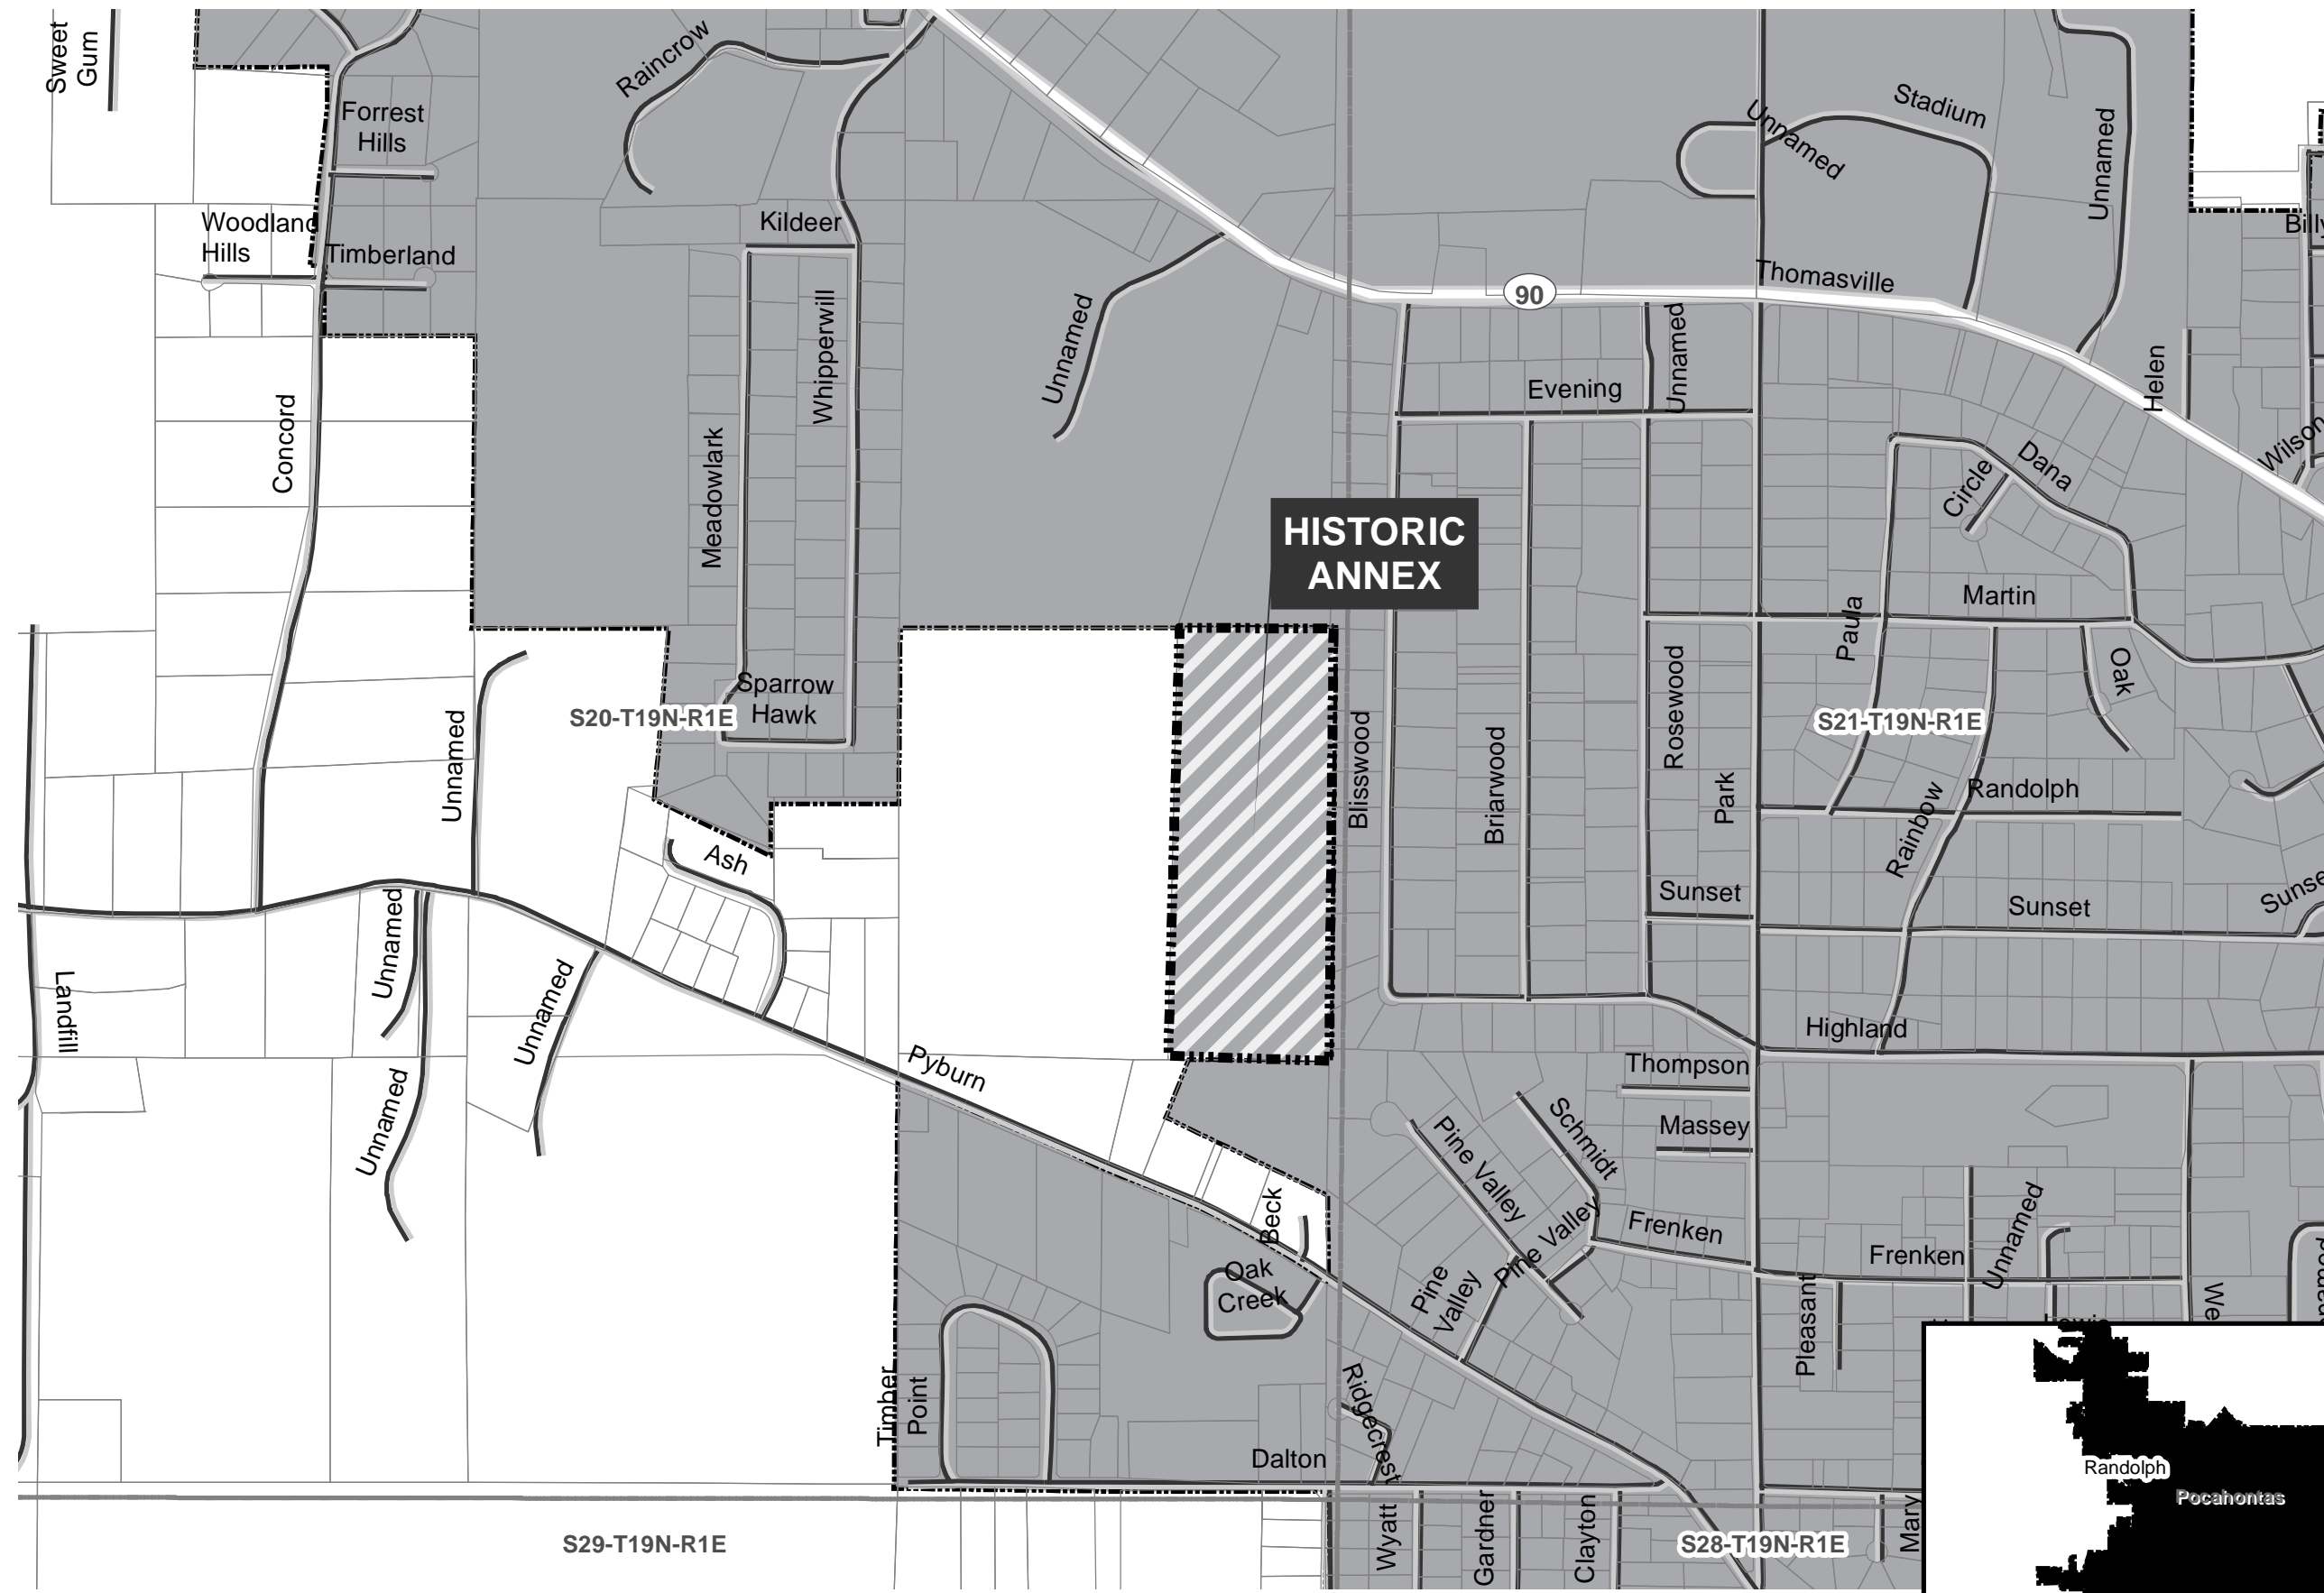 Sweet
Gum
Raincrow
Forrest
Hills
Stadium
Unnamed
Unnamed
Woodland
Hills
Kildeer
Timberland
Thomasville
90
Unnamed
Whipperwill
Unnamed
Helen
Evening
Concord
Meadowlark
Wilson
Dana
Circle
HISTORIC
ANNEX
Martin
Paula
Oak
Sparrow
Hawk
S20-T19N-R1E
S21-T19N-R1E
Unnamed
Bisswood
Briarwood
Rosewood
Park
Randolph
Rainbow
Ash
Sunset
Sunset
Unnamed
Landfill
Unnamed
Highland
Pyburn
Thompson
Unnamed
Schmidt
Massey
Pine Valley
Beck
Pine Valley
Frenken
Frenken
Unnamed
Oak
Creek
Pine
Valley
Pleasant
Timber
Point
Ridgecrest
Dalton
Randolph
Pocahontas
Wyatt
Gardner
Clayton
Mary
S29-T19N-R1E
S28-T19N-R1E